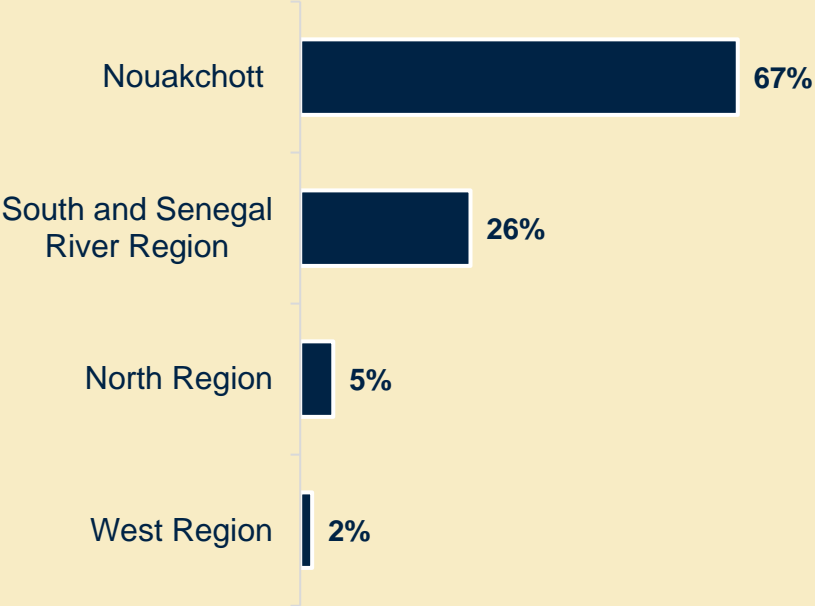 Nouakchott
67%
South and Senegal
River Region
26%
North Region
5%
West Region
2%